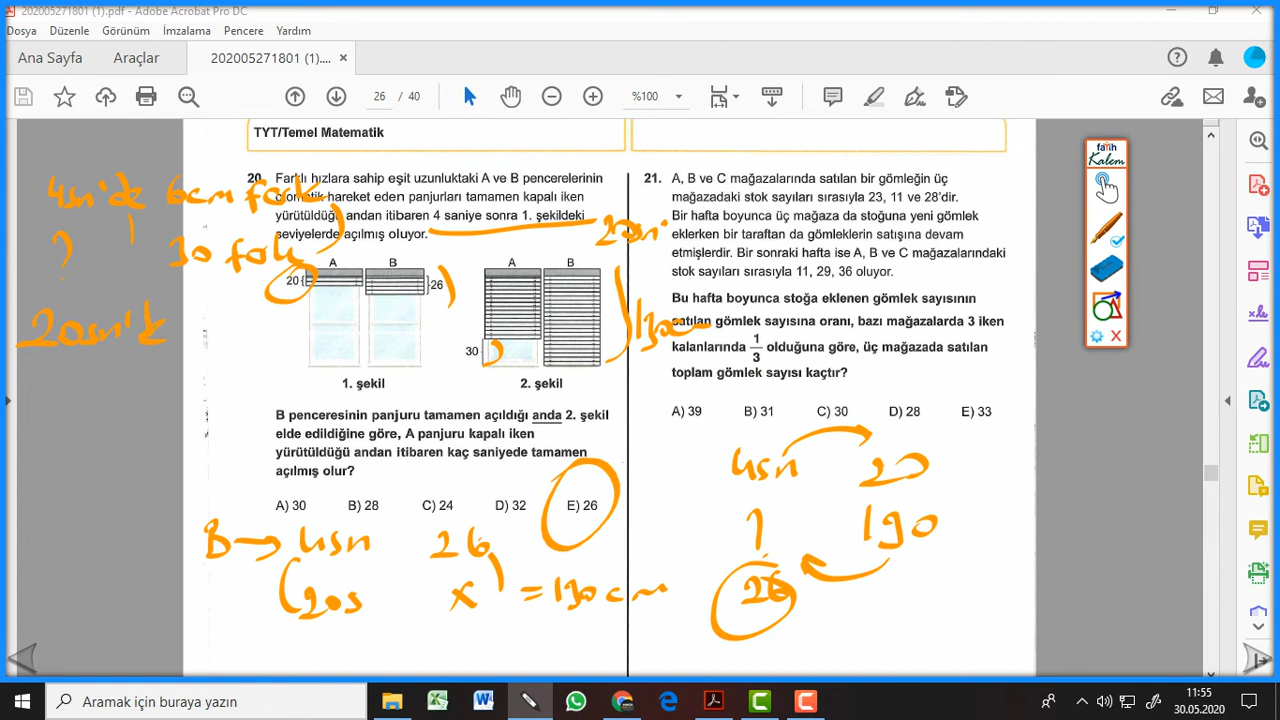 202005271801 (1).pdf - Adobe Acrobat Pro DC
Dosya Düzenle Görünüm İmzalama Pencere Yardım
Ana Sayfa Araçlar 202005271801 (1).... ×
26 / 40 %100
TYT/Temel Matematik
20. Farklı hızlara sahip eşit uzunluktaki A ve B pencerelerinin
otomatik hareket eden panjurları tamamen kapalı iken
yürütüldüğü andan itibaren 4 saniye sonra 1. şekildeki
seviyelerde açılmış oluyor.
A B A B
20 26
30
1. şekil 2. şekil
B penceresinin panjuru tamamen açıldığı anda 2. şekil
elde edildiğine göre, A panjuru kapalı iken
yürütüldüğü andan itibaren kaç saniyede tamamen
açılmış olur?
A) 30 B) 28 C) 24 D) 32 E) 26
4sn'de 6cm fark
? 30 fark
20sn'de
20sn
130cm
B → 4sn 26
20s x = 130cm
21. A, B ve C mağazalarında satılan bir gömleğin üç
mağazadaki stok sayıları sırasıyla 23, 11 ve 28'dir.
Bir hafta boyunca üç mağaza da stoğuna yeni gömlek
eklerken bir taraftan da gömleklerin satışına devam
etmişlerdir. Bir sonraki hafta ise A, B ve C mağazalarındaki
stok sayıları sırasıyla 11, 29, 36 oluyor.
Bu hafta boyunca stoğa eklenen gömlek sayısının
satılan gömlek sayısına oranı, bazı mağazalarda 3 iken
kalanlarında 1/3 olduğuna göre, üç mağazada satılan
toplam gömlek sayısı kaçtır?
A) 39 B) 31 C) 30 D) 28 E) 33
4sn 20
? 130
26
fatih
Kalem
Aramak için buraya yazın
11:55
30.05.2020